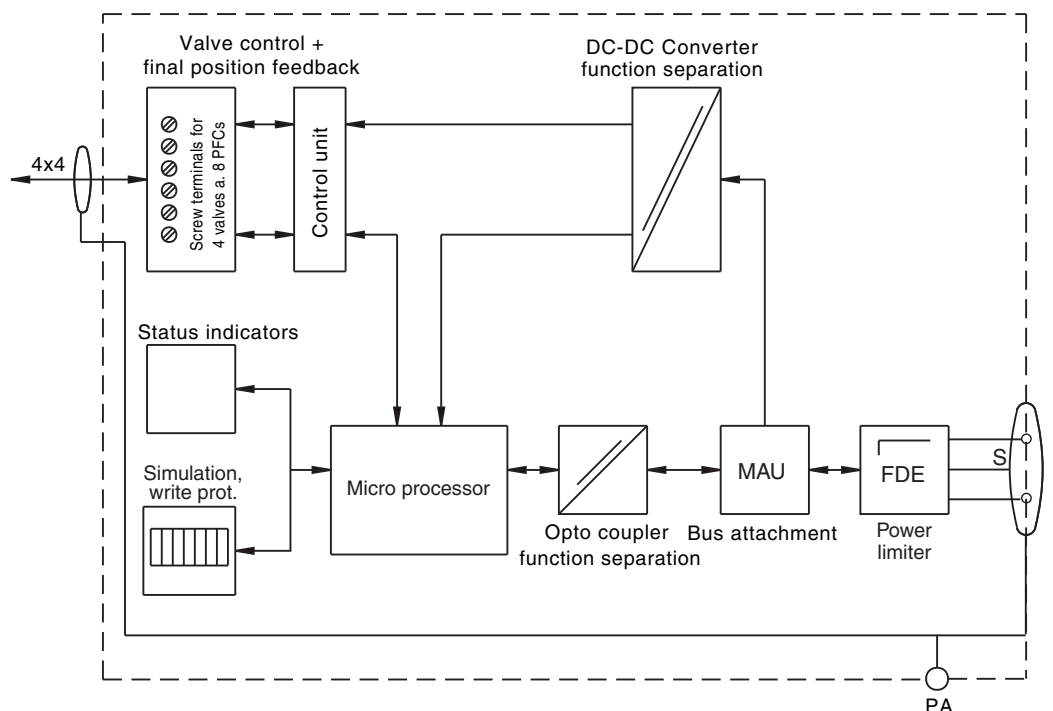 Valve control +
final position feedback
DC-DC Converter
function separation
4x4
Screw terminals for
4 valves a. 8 PFCs
Control unit
Status indicators
Simulation,
write prot.
Micro processor
Opto coupler
function separation
MAU
Bus attachment
FDE
Power
limiter
S
PA